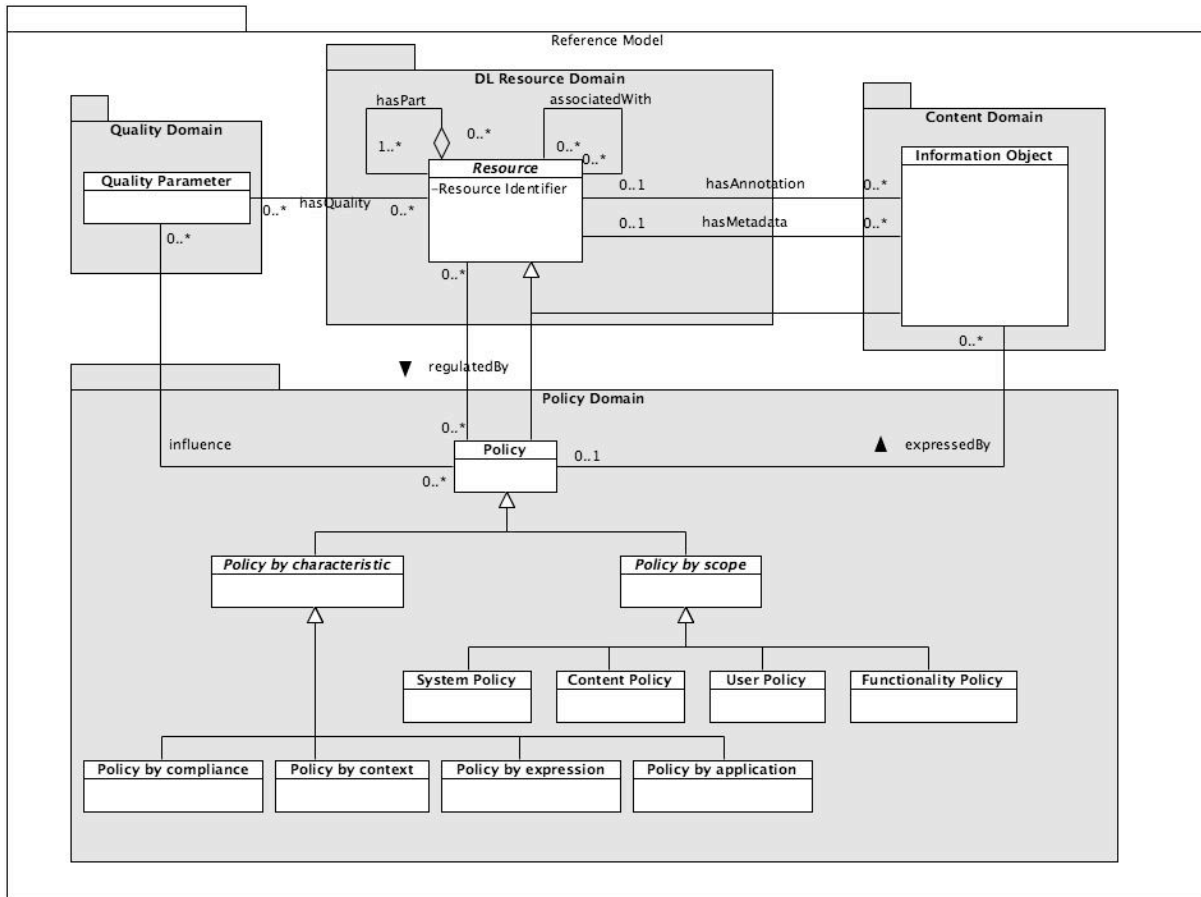 Reference Model
DL Resource Domain
hasPart
associatedWith
0..*
1..*
0..*
0..*
Resource
-Resource Identifier
Quality Domain
Quality Parameter
0..*
hasQuality
0..*
0..*
Content Domain
Information Object
0..1
hasAnnotation
0..*
0..1
hasMetadata
0..*
0..*
0..*
▼ regulatedBy
Policy Domain
influence
0..*
Policy
0..1
▲ expressedBy
0..*
Policy by characteristic
Policy by scope
System Policy
Content Policy
User Policy
Functionality Policy
Policy by compliance
Policy by context
Policy by expression
Policy by application